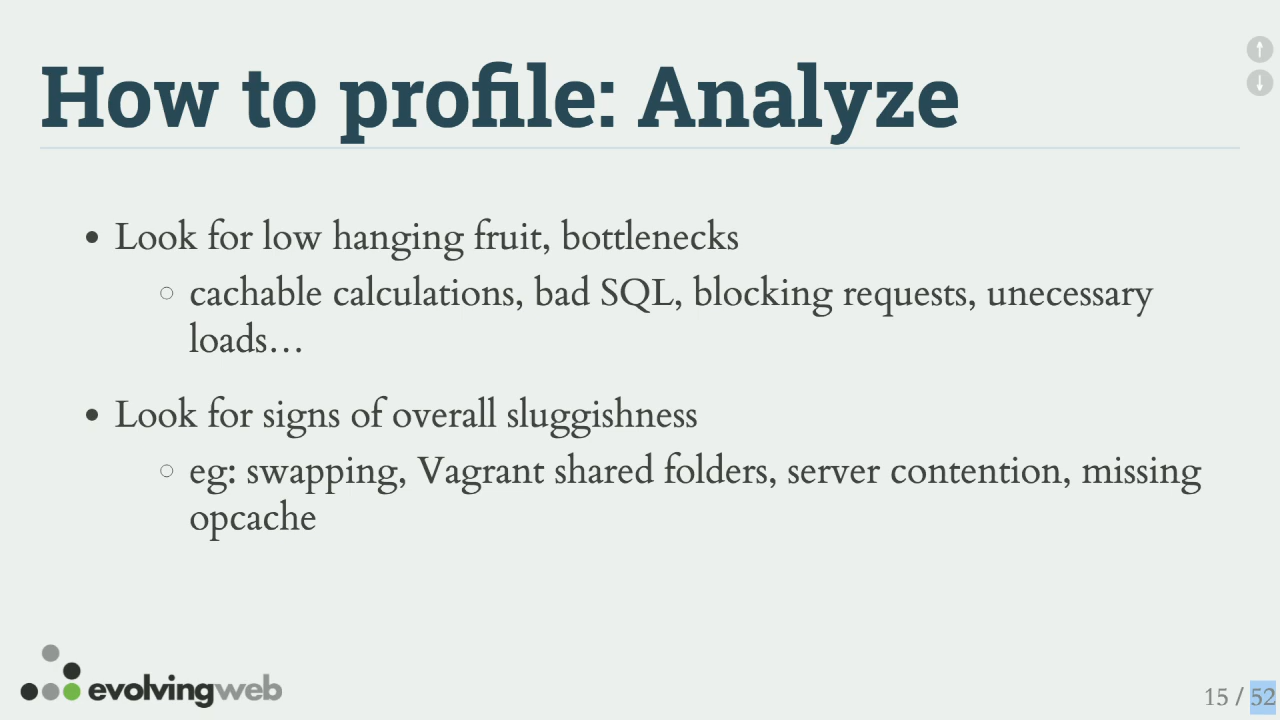 How to profile: Analyze
• Look for low hanging fruit, bottlenecks
○ cachable calculations, bad SQL, blocking requests, unecessary
loads…
• Look for signs of overall sluggishness
○ eg: swapping, Vagrant shared folders, server contention, missing
opcache
evolvingweb
15 / 52